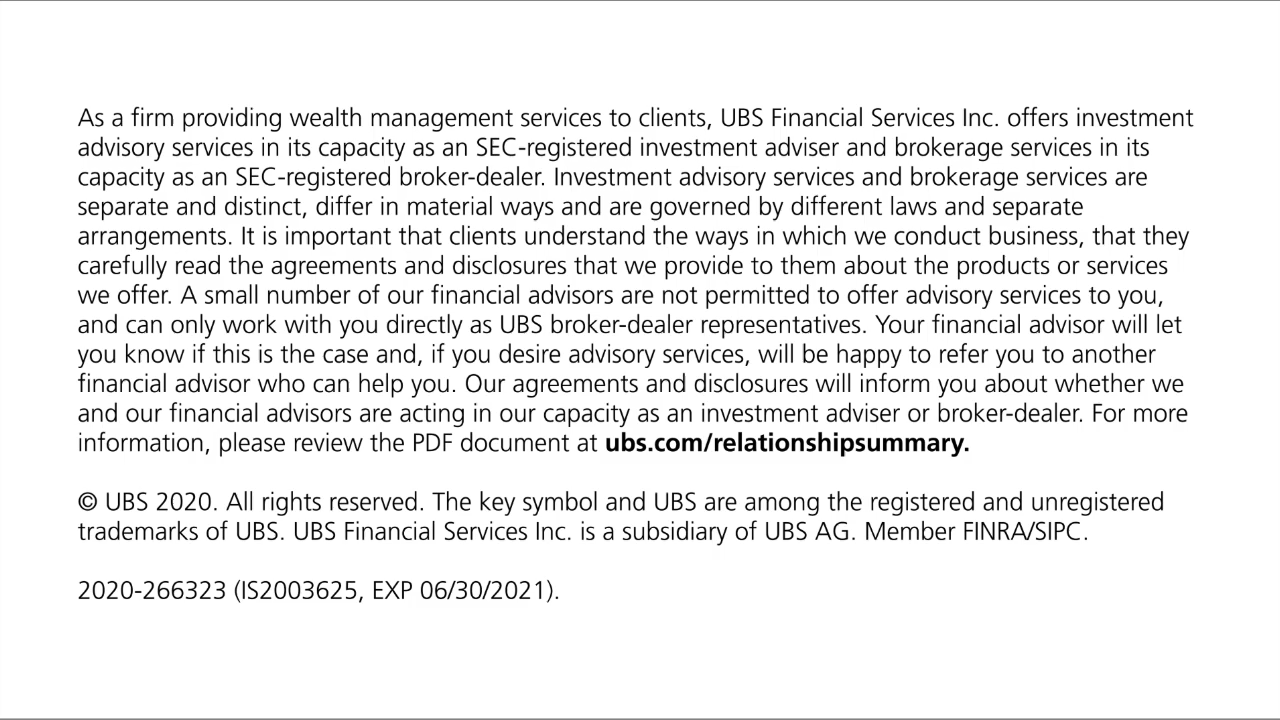 As a firm providing wealth management services to clients, UBS Financial Services Inc. offers investment
advisory services in its capacity as an SEC-registered investment adviser and brokerage services in its
capacity as an SEC-registered broker-dealer. Investment advisory services and brokerage services are
separate and distinct, differ in material ways and are governed by different laws and separate
arrangements. It is important that clients understand the ways in which we conduct business, that they
carefully read the agreements and disclosures that we provide to them about the products or services
we offer. A small number of our financial advisors are not permitted to offer advisory services to you,
and can only work with you directly as UBS broker-dealer representatives. Your financial advisor will let
you know if this is the case and, if you desire advisory services, will be happy to refer you to another
financial advisor who can help you. Our agreements and disclosures will inform you about whether we
and our financial advisors are acting in our capacity as an investment adviser or broker-dealer. For more
information, please review the PDF document at ubs.com/relationshipsummary.
© UBS 2020. All rights reserved. The key symbol and UBS are among the registered and unregistered
trademarks of UBS. UBS Financial Services Inc. is a subsidiary of UBS AG. Member FINRA/SIPC.
2020-266323 (IS2003625, EXP 06/30/2021).